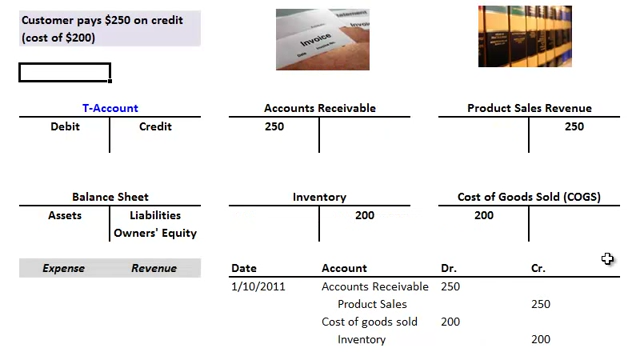 Customer pays $250 on credit
(cost of $200)
Invoice
T-Account
Debit Credit
Accounts Receivable
250
Product Sales Revenue
250
Balance Sheet
Assets Liabilities
Owners' Equity
Inventory
200
Cost of Goods Sold (COGS)
200
Expense Revenue
Date Account Dr. Cr.
1/10/2011 Accounts Receivable 250
Product Sales 250
Cost of goods sold 200
Inventory 200